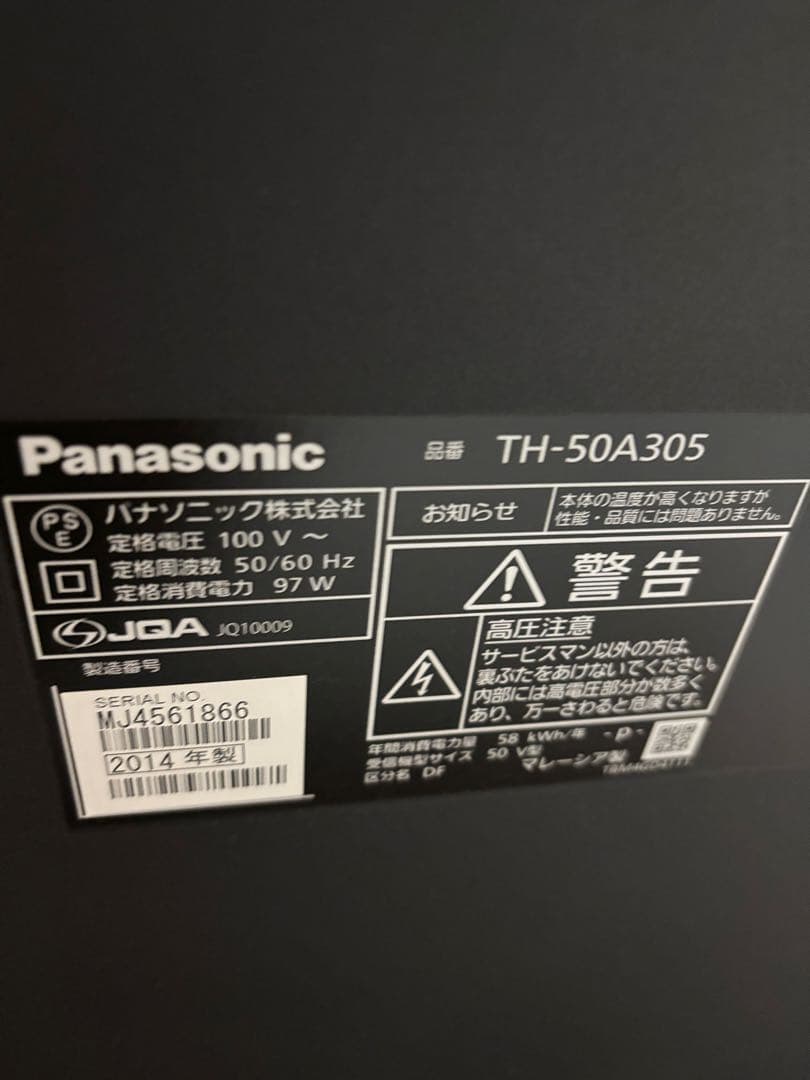 Panasonic 品番 TH-50A305
PSE
パナソニック株式会社
定格電圧 100 V ～
定格周波数 50/60 Hz
定格消費電力 97 W
JQA JQ10009
製造番号
SERIAL NO.
MJ4561866
2014 年製
お知らせ
本体の温度が高くなりますが
性能・品質には問題ありません。
警告
高圧注意
サービスマン以外の方は、
裏ぶたをあけないでください。
内部には高電圧部分が数多く
あり、万一さわると危険です。
年間消費電力量 58 kWh/年 -P-
受信機型サイズ 50 V型
区分名 DF
マレーシア製